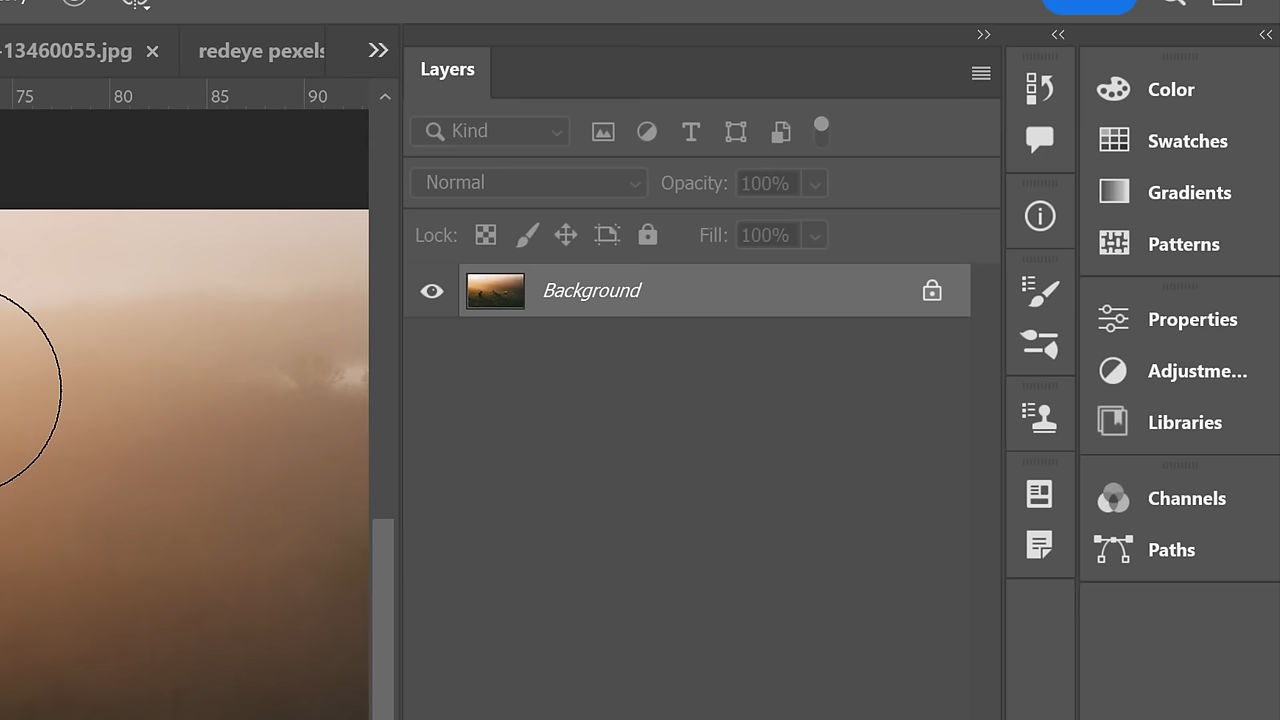 -13460055.jpg ×
redeye pexels
75 80 85 90
Layers
Kind
Normal
Opacity: 100%
Lock:
Fill: 100%
Background
Color
Swatches
Gradients
Patterns
Properties
Adjustme...
Libraries
Channels
Paths